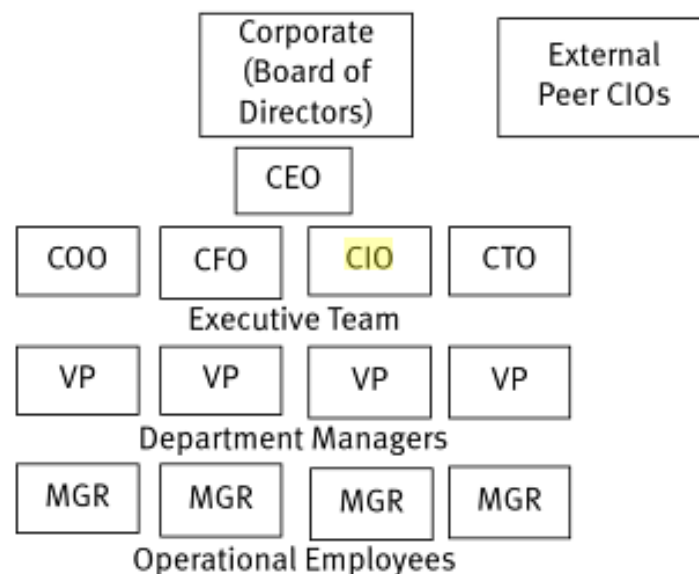 Corporate
(Board of
Directors)
External
Peer CIOs
CEO
COO
CFO
CIO
CTO
Executive Team
VP
VP
VP
VP
Department Managers
MGR
MGR
MGR
MGR
Operational Employees